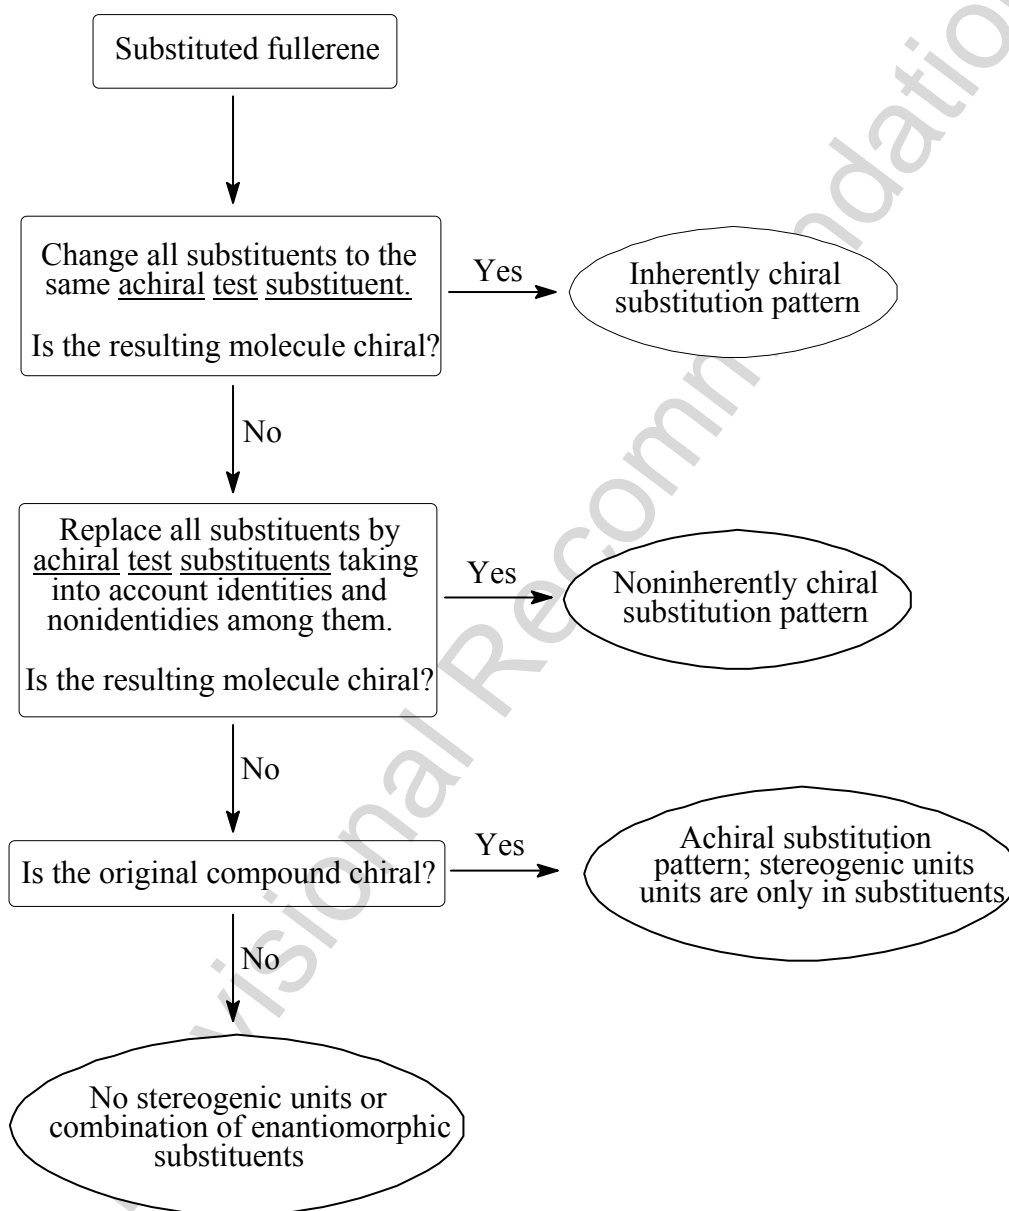 Substituted fullerene
Change all substituents to the
same achiral test substituent.
Is the resulting molecule chiral?
Yes
Inherently chiral
substitution pattern
No
Replace all substituents by
achiral test substituents taking
into account identities and
nonidentidies among them.
Is the resulting molecule chiral?
Yes
Noninherently chiral
substitution pattern
No
Is the original compound chiral?
Yes
Achiral substitution
pattern; stereogenic units
units are only in substituents
No
No stereogenic units or
combination of enantiomorphic
substituents
visional Recommendation